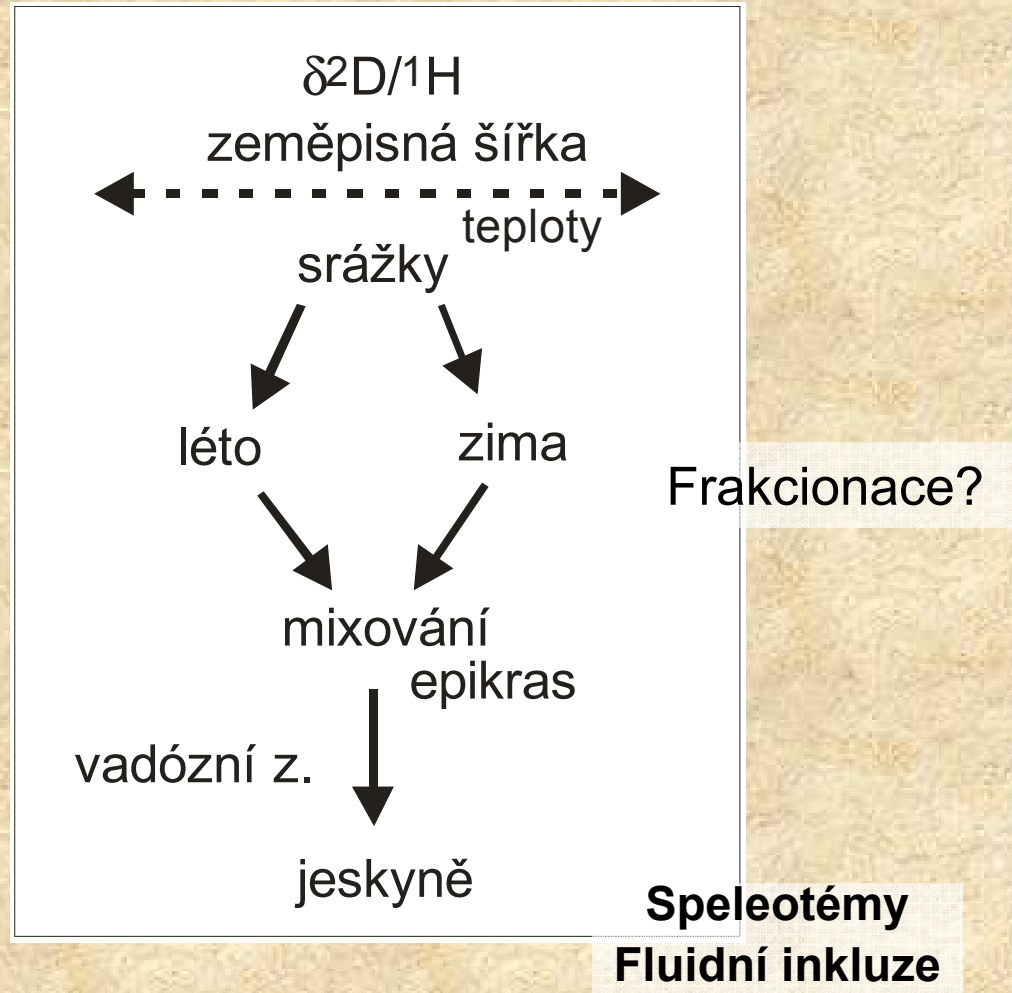 δ2D/1H
zeměpisná šířka
teploty
srážky
léto
zima
Frakcionace?
mixování
epikras
vadózní z.
jeskyně
Speleotémy
Fluidní inkluze